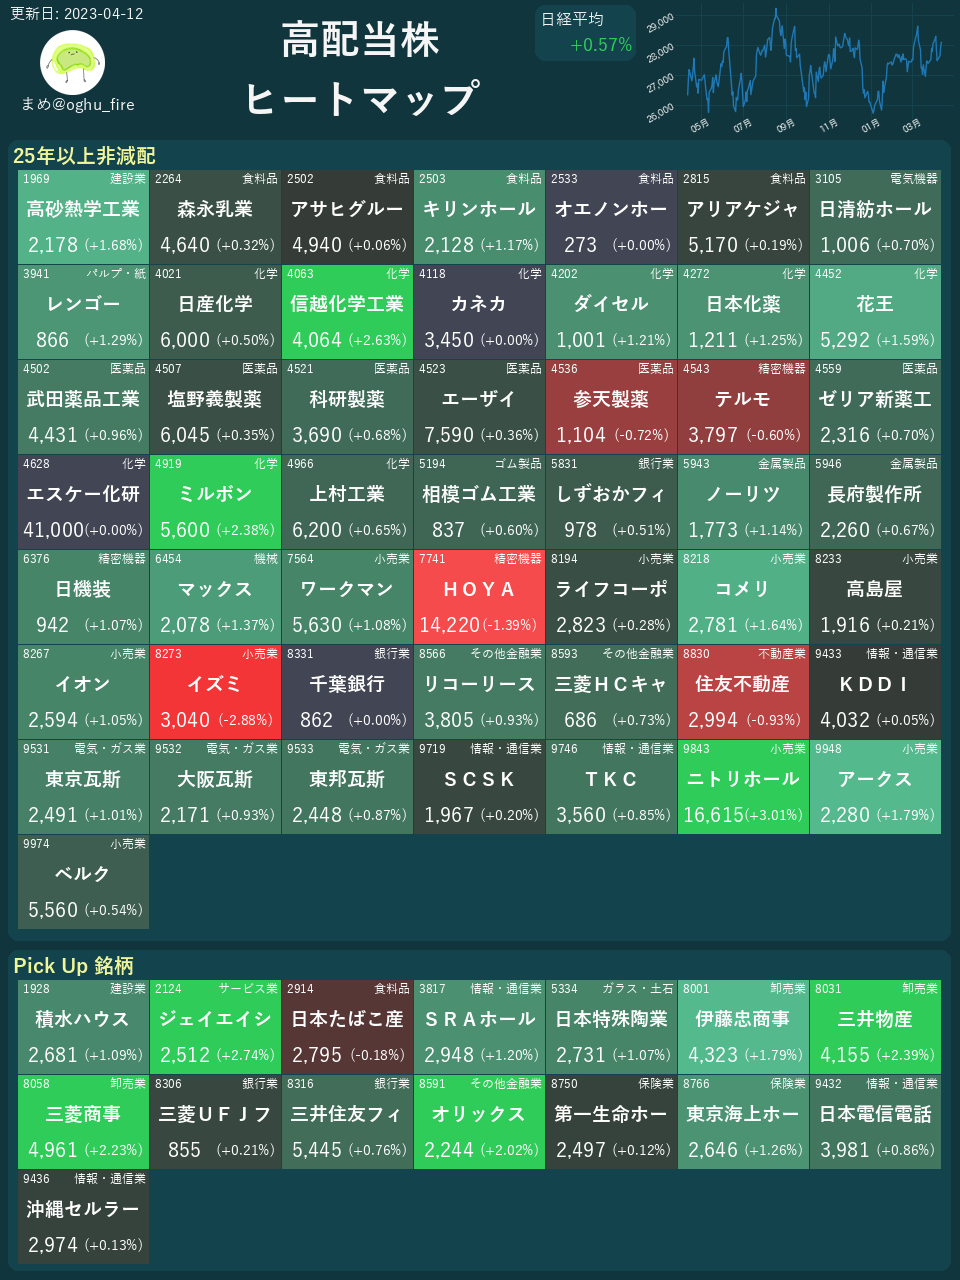 更新日: 2023-04-12
まめ@oghu_fire
高配当株
ヒートマップ
日経平均
+0.57%
29,000
28,000
27,000
26,000
05月 07月 09月 11月 01月 03月
25年以上非減配
1969 建設業 2264 食料品 2502 食料品 2503 食料品 2533 食料品 2815 食料品 3105 電気機器
高砂熱学工業 森永乳業 アサヒグルー キリンホール オエノンホー アリアケジャ 日清紡ホール
2,178 (+1.68%) 4,640 (+0.32%) 4,940 (+0.06%) 2,128 (+1.17%) 273 (+0.00%) 5,170 (+0.19%) 1,006 (+0.70%)
3941 パルプ・紙 4021 化学 4063 化学 4118 化学 4202 化学 4272 化学 4452 化学
レンゴー 日産化学 信越化学工業 カネカ ダイセル 日本化薬 花王
866 (+1.29%) 6,000 (+0.50%) 4,064 (+2.63%) 3,450 (+0.00%) 1,001 (+1.21%) 1,211 (+1.25%) 5,292 (+1.59%)
4502 医薬品 4507 医薬品 4521 医薬品 4523 医薬品 4536 医薬品 4543 精密機器 4559 医薬品
武田薬品工業 塩野義製薬 科研製薬 エーザイ 参天製薬 テルモ ゼリア新薬工
4,431 (+0.96%) 6,045 (+0.35%) 3,690 (+0.68%) 7,590 (+0.36%) 1,104 (-0.72%) 3,797 (-0.60%) 2,316 (+0.70%)
4628 化学 4919 化学 4966 化学 5194 ゴム製品 5831 銀行業 5943 金属製品 5946 金属製品
エスケー化研 ミルボン 上村工業 相模ゴム工業 しずおかフィ ノーリツ 長府製作所
41,000(+0.00%) 5,600 (+2.38%) 6,200 (+0.65%) 837 (+0.60%) 978 (+0.51%) 1,773 (+1.14%) 2,260 (+0.67%)
6376 精密機器 6454 機械 7564 小売業 7741 精密機器 8194 小売業 8218 小売業 8233 小売業
日機装 マックス ワークマン ＨＯＹＡ ライフコーポ コメリ 高島屋
942 (+1.07%) 2,078 (+1.37%) 5,630 (+1.08%) 14,220(-1.39%) 2,823 (+0.28%) 2,781 (+1.64%) 1,916 (+0.21%)
8267 小売業 8273 小売業 8331 銀行業 8566 その他金融業 8593 その他金融業 8830 不動産業 9433 情報・通信業
イオン イズミ 千葉銀行 リコーリース 三菱ＨＣキャ 住友不動産 ＫＤＤＩ
2,594 (+1.05%) 3,040 (-2.88%) 862 (+0.00%) 3,805 (+0.93%) 686 (+0.73%) 2,994 (-0.93%) 4,032 (+0.05%)
9531 電気・ガス業 9532 電気・ガス業 9533 電気・ガス業 9719 情報・通信業 9746 情報・通信業 9843 小売業 9948 小売業
東京瓦斯 大阪瓦斯 東邦瓦斯 ＳＣＳＫ ＴＫＣ ニトリホール アークス
2,491 (+1.01%) 2,171 (+0.93%) 2,448 (+0.87%) 1,967 (+0.20%) 3,560 (+0.85%) 16,615(+3.01%) 2,280 (+1.79%)
9974 小売業
ベルク
5,560 (+0.54%)
Pick Up 銘柄
1928 建設業 2124 サービス業 2914 食料品 3817 情報・通信業 5334 ガラス・土石 8001 卸売業 8031 卸売業
積水ハウス ジェイエイシ 日本たばこ産 ＳＲＡホール 日本特殊陶業 伊藤忠商事 三井物産
2,681 (+1.09%) 2,512 (+2.74%) 2,795 (-0.18%) 2,948 (+1.20%) 2,731 (+1.07%) 4,323 (+1.79%) 4,155 (+2.39%)
8058 卸売業 8306 銀行業 8316 銀行業 8591 その他金融業 8750 保険業 8766 保険業 9432 情報・通信業
三菱商事 三菱ＵＦＪフ 三井住友フィ オリックス 第一生命ホー 東京海上ホー 日本電信電話
4,961 (+2.23%) 855 (+0.21%) 5,445 (+0.76%) 2,244 (+2.02%) 2,497 (+0.12%) 2,646 (+1.26%) 3,981 (+0.86%)
9436 情報・通信業
沖縄セルラー
2,974 (+0.13%)